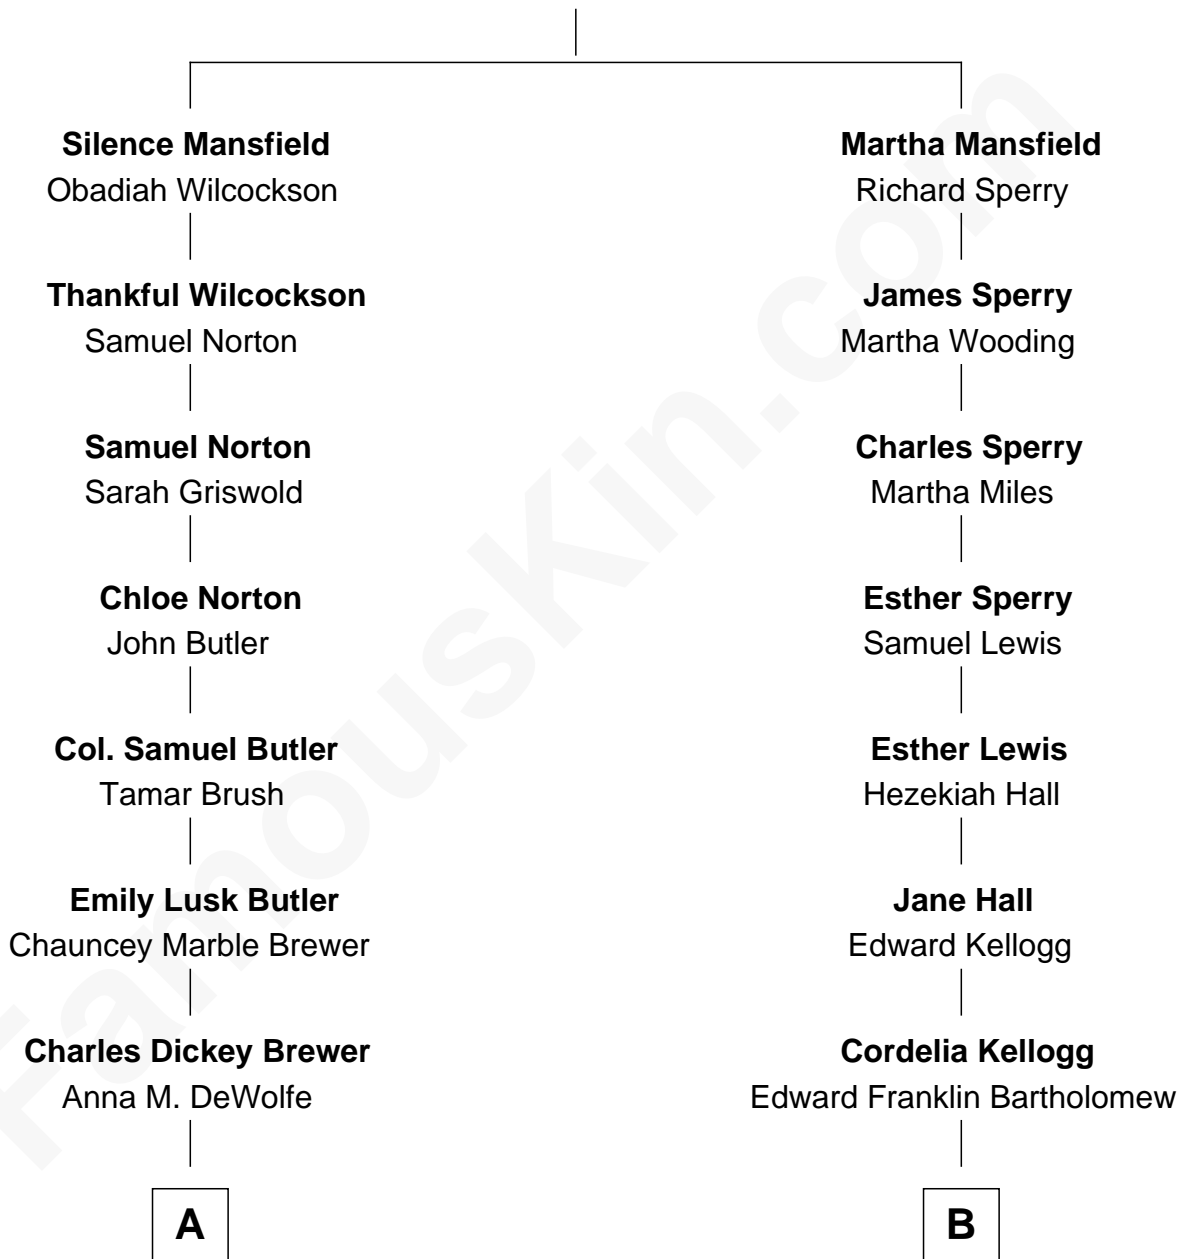 Silence Mansfield
Obadiah Wilcockson
Thankful Wilcockson
Samuel Norton
Samuel Norton
Sarah Griswold
Chloe Norton
John Butler
Col. Samuel Butler
Tamar Brush
Emily Lusk Butler
Chauncey Marble Brewer
Charles Dickey Brewer
Anna M. DeWolfe
A
Martha Mansfield
Richard Sperry
James Sperry
Martha Wooding
Charles Sperry
Martha Miles
Esther Sperry
Samuel Lewis
Esther Lewis
Hezekiah Hall
Jane Hall
Edward Kellogg
Cordelia Kellogg
Edward Franklin Bartholomew
B
FamousKin.com